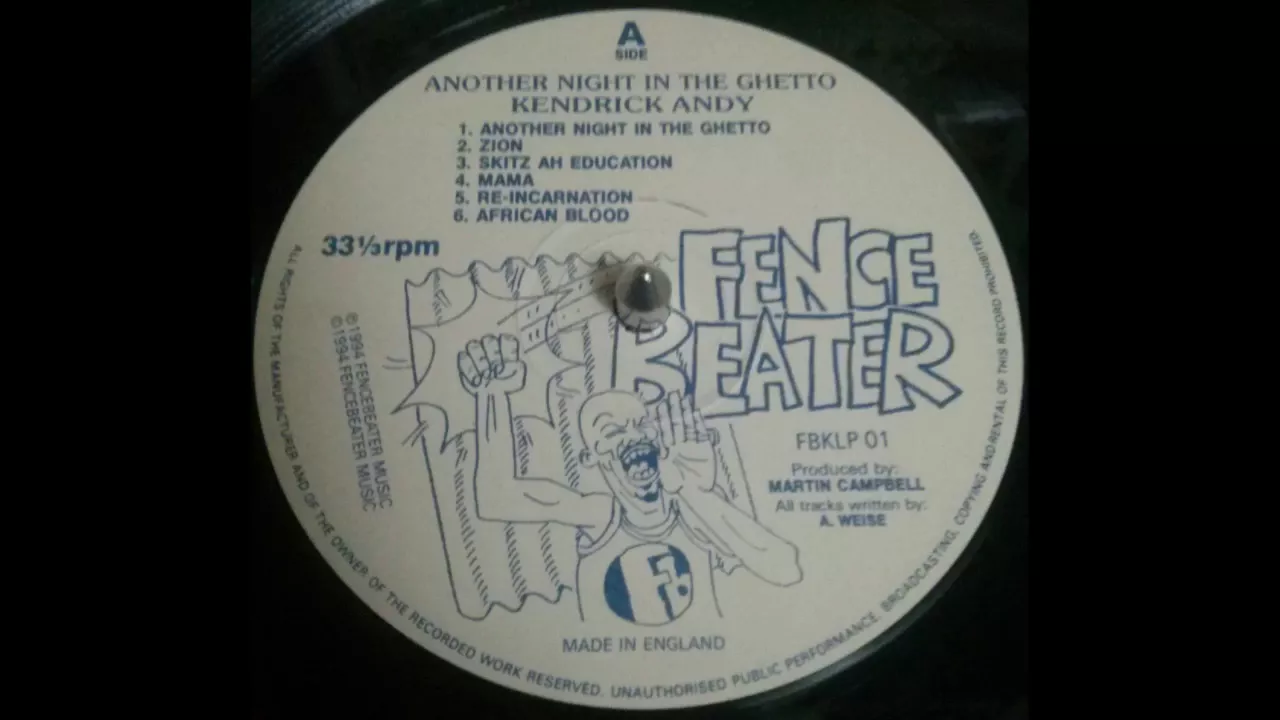 A
SIDE
ANOTHER NIGHT IN THE GHETTO
KENDRICK ANDY
1. ANOTHER NIGHT IN THE GHETTO
2. ZION
3. SKITZ AH EDUCATION
4. MAMA
5. RE-INCARNATION
6. AFRICAN BLOOD
33⅓rpm
FENCE
BEATER
FBKLP 01
Produced by:
MARTIN CAMPBELL
All tracks written by:
A. WEISE
℗1994 FENCEBEATER MUSIC
©1994 FENCEBEATER MUSIC
F.
MADE IN ENGLAND
ALL RIGHTS OF THE MANUFACTURER AND OF THE OWNER OF THE RECORDED WORK RESERVED. UNAUTHORISED PUBLIC PERFORMANCE, BROADCASTING, COPYING AND RENTAL OF THIS RECORD PROHIBITED.